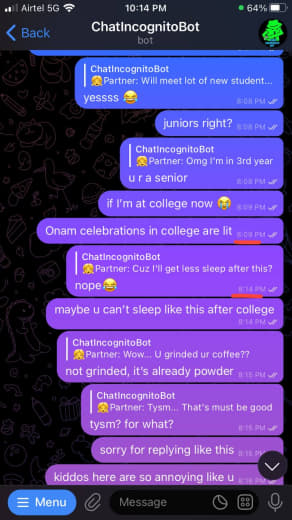 Airtel 5G
10:14 PM
64%
Back
ChatIncognitoBot
bot
ChatIncognitoBot
Partner: Will meet lot of new student...
yessss 😂
8:08 PM
juniors right?
8:08 PM
ChatIncognitoBot
Partner: Omg I'm in 3rd year
u r a senior
8:08 PM
if I'm at college now 😭
8:09 PM
Onam celebrations in college are lit
8:09 PM
ChatIncognitoBot
Partner: Cuz I'll get less sleep after this?
nope😂
8:14 PM
maybe u can't sleep like this after college
8:14 PM
ChatIncognitoBot
Partner: Wow... U grinded ur coffee??
not grinded, it's already powder
8:15 PM
ChatIncognitoBot
Partner: Tysm... That's must be good
tysm? for what?
8:15 PM
sorry for replying like this
8:15 PM
kiddos here are so annoying like u
Menu
Message